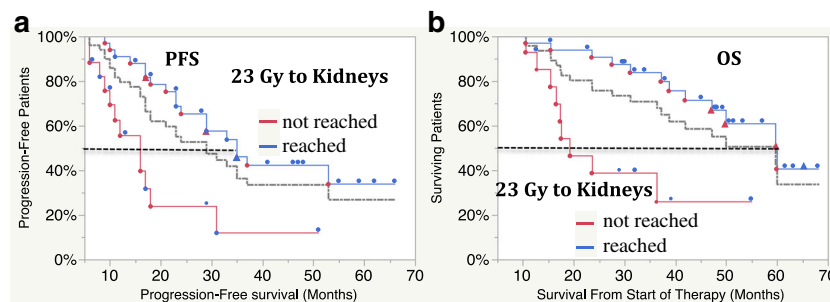 a
PFS
23 Gy to Kidneys
not reached
reached
Progression-Free Patients
100%
80%
60%
40%
20%
0%
10 20 30 40 50 60 70
Progression-Free survival (Months)
b
OS
23 Gy to Kidneys
not reached
reached
Surviving Patients
100%
80%
60%
40%
20%
0%
10 20 30 40 50 60 70
Survival From Start of Therapy (Months)